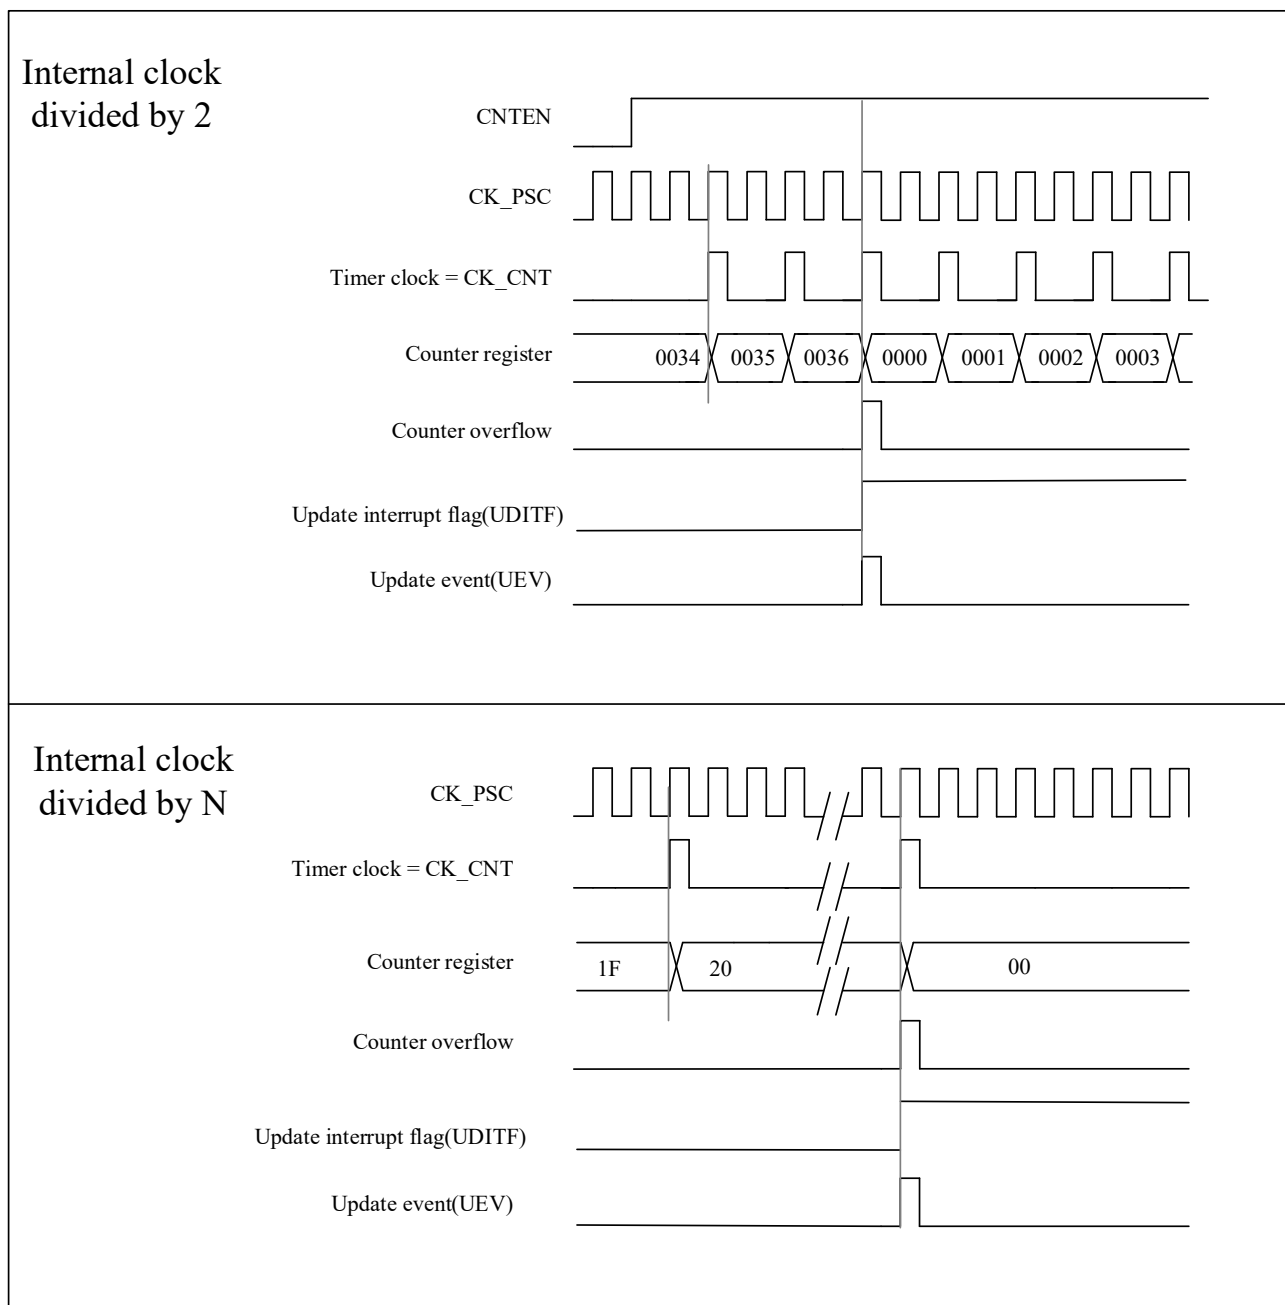 Internal clock
divided by 2
CNTEN
CK_PSC
Timer clock = CK_CNT
Counter register
0034 0035 0036 0000 0001 0002 0003
Counter overflow
Update interrupt flag(UDITF)
Update event(UEV)
Internal clock
divided by N
CK_PSC
Timer clock = CK_CNT
Counter register
1F 20 00
Counter overflow
Update interrupt flag(UDITF)
Update event(UEV)